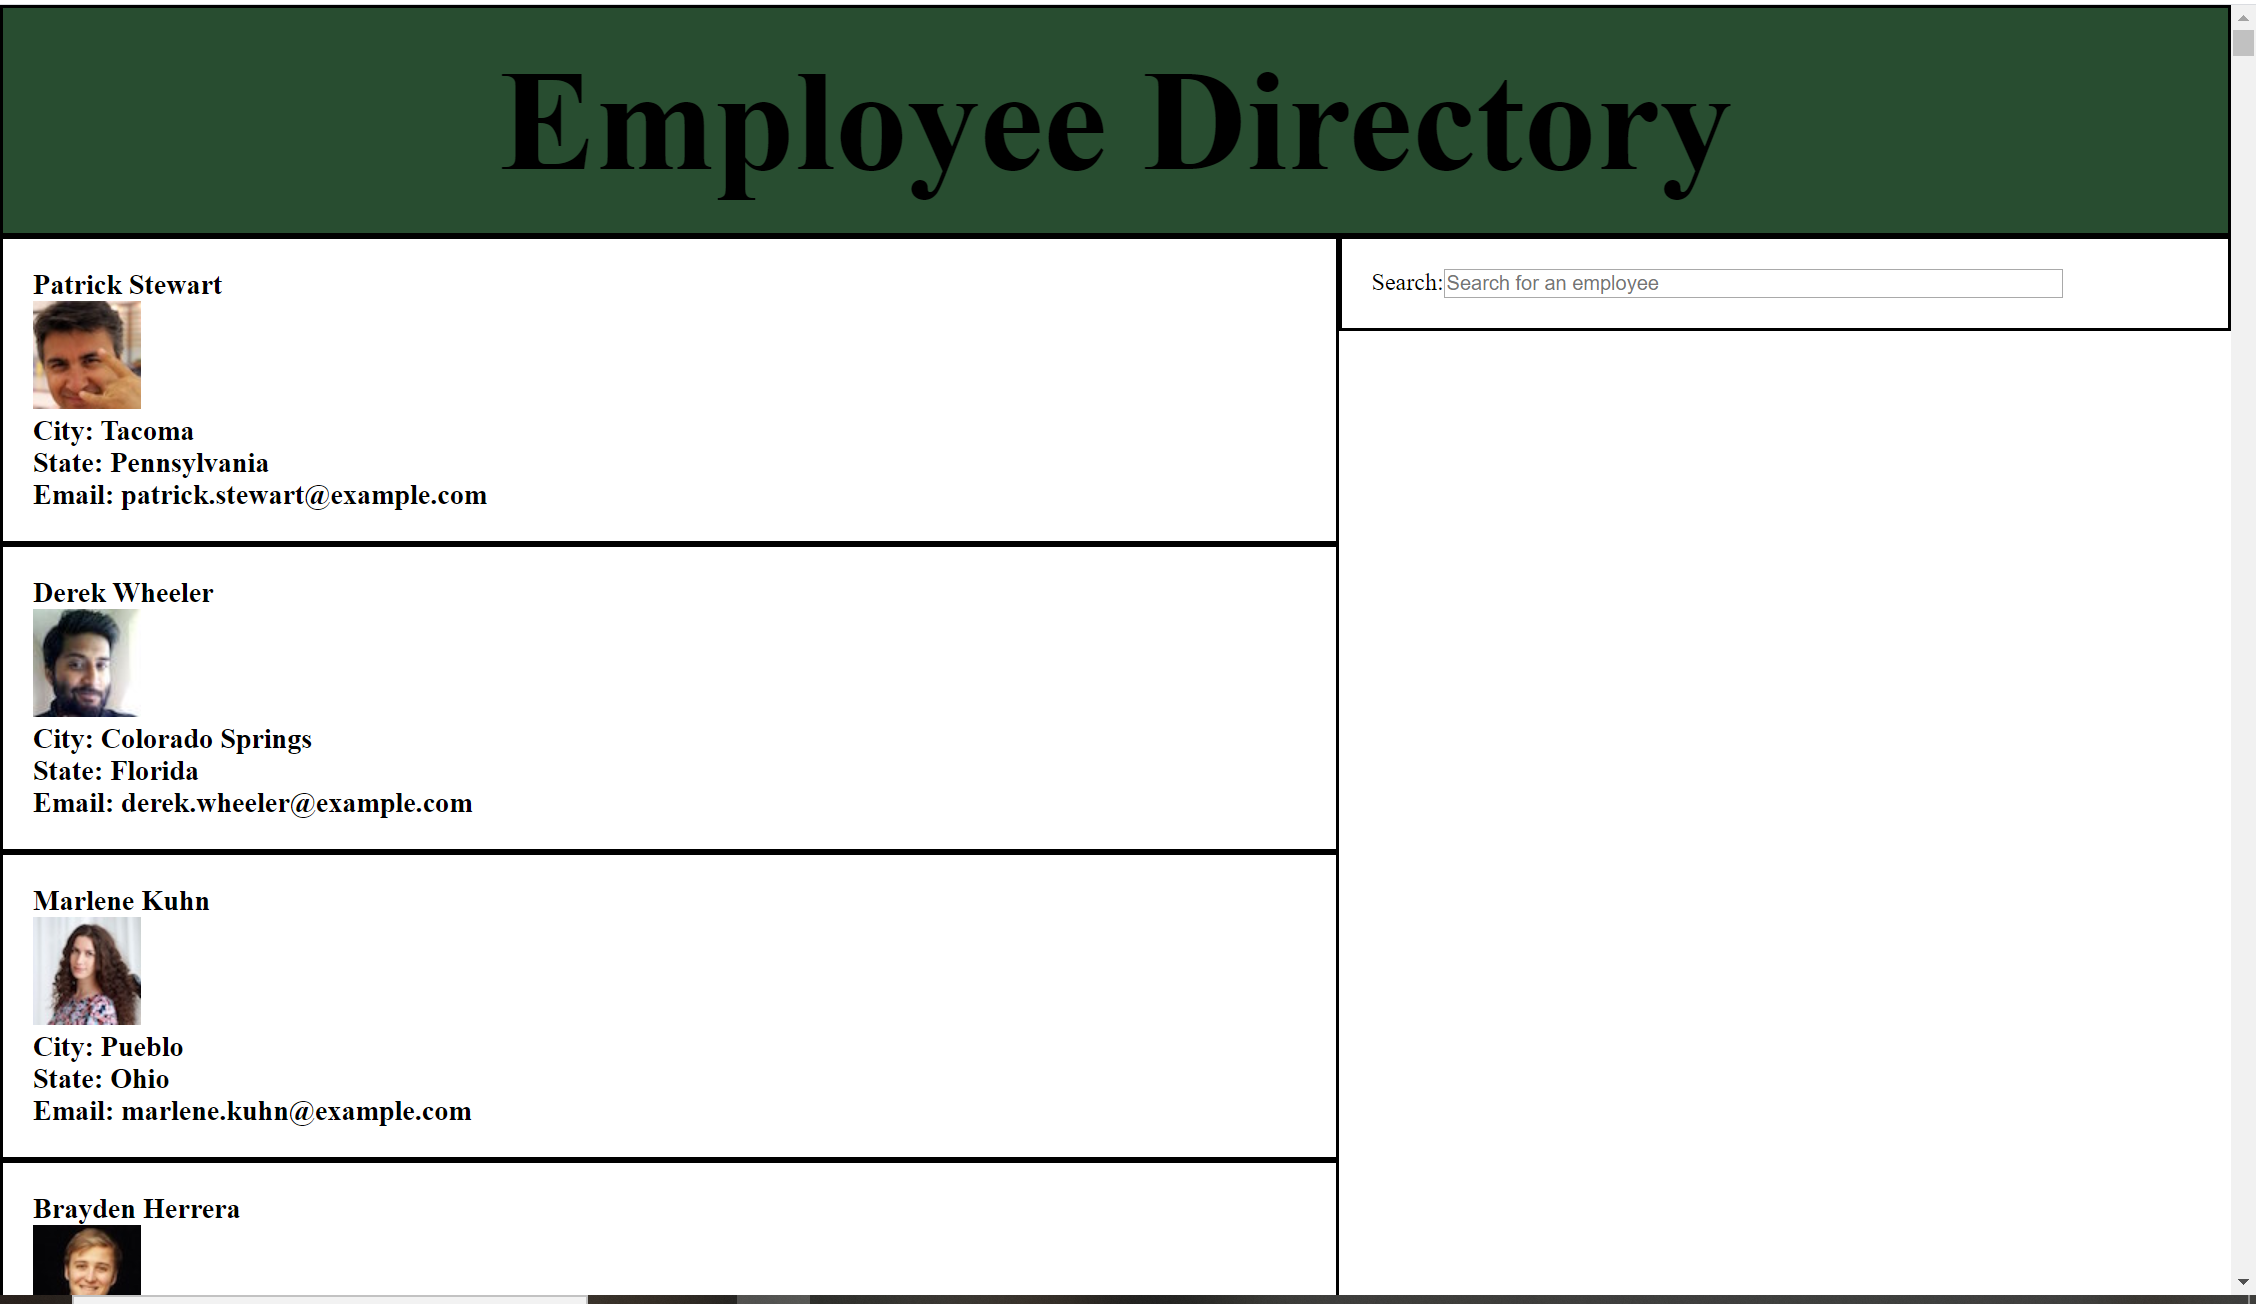 Employee Directory
Patrick Stewart
City: Tacoma
State: Pennsylvania
Email: patrick.stewart@example.com
Derek Wheeler
City: Colorado Springs
State: Florida
Email: derek.wheeler@example.com
Marlene Kuhn
City: Pueblo
State: Ohio
Email: marlene.kuhn@example.com
Brayden Herrera
Search: Search for an employee